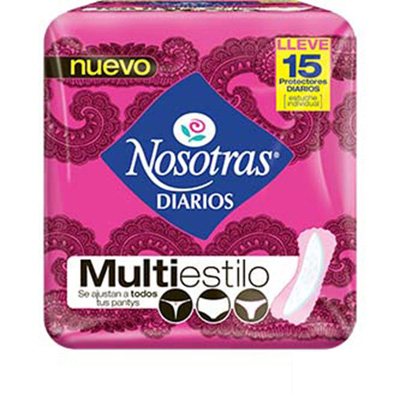 nuevo
LLEVE
15
Protectores
DIARIOS
estuche
individual
Nosotras®
DIARIOS
Multiestilo
Se ajustan a todos
tus pantys